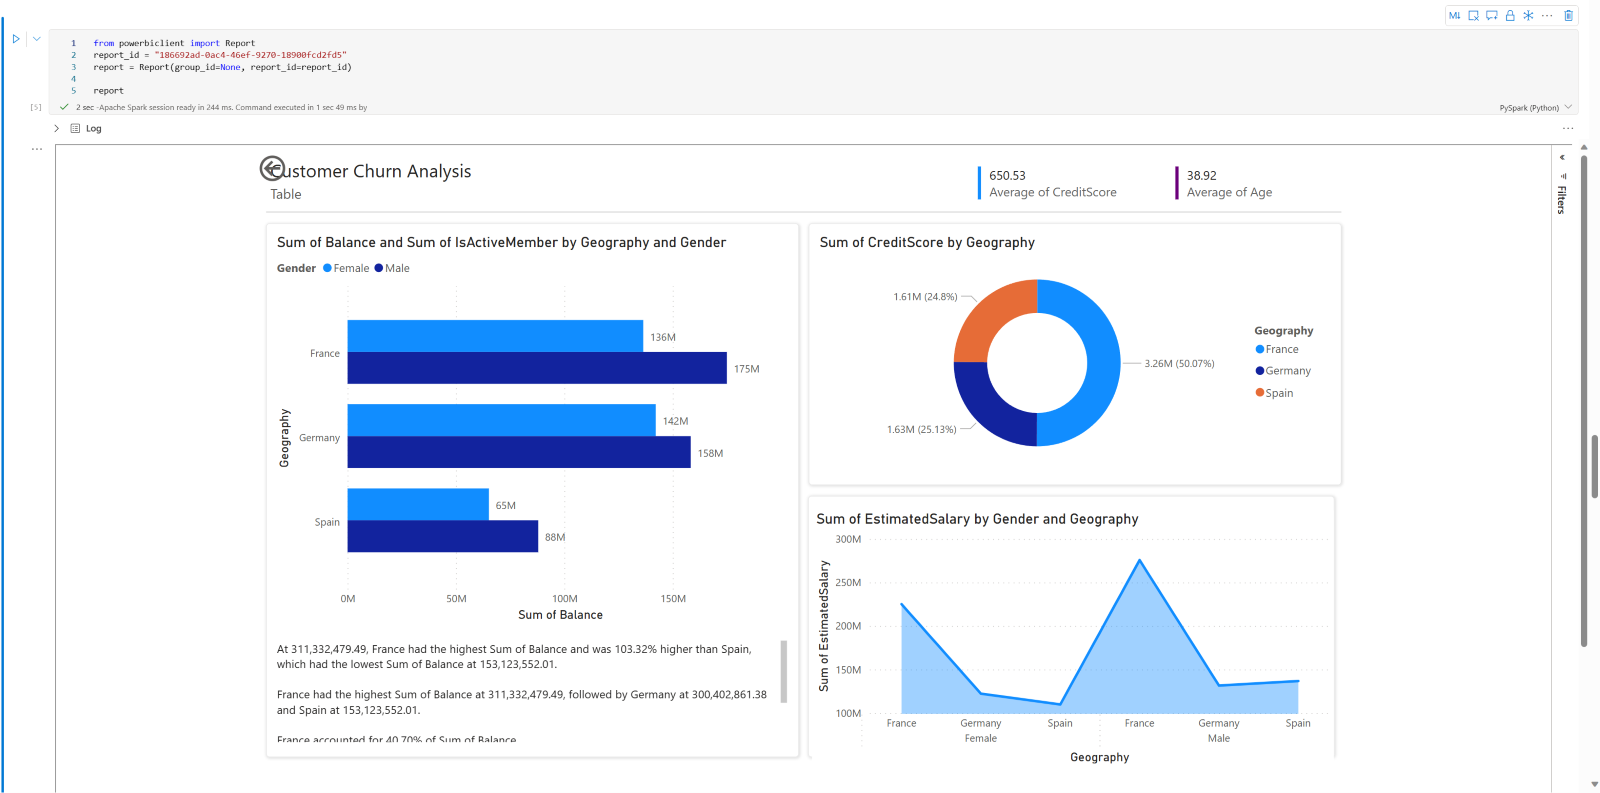 M↓
1 from powerbiclient import Report
2 report_id = "186692ad-0ac4-46ef-9270-18900fcd2fd5"
3 report = Report(group_id=None, report_id=report_id)
4
5 report
[5]
2 sec -Apache Spark session ready in 244 ms. Command executed in 1 sec 49 ms by
PySpark (Python)
Log
Customer Churn Analysis
Table
650.53
Average of CreditScore
38.92
Average of Age
Filters
Sum of Balance and Sum of IsActiveMember by Geography and Gender
Gender Female Male
Geography
France
136M
175M
Germany
142M
158M
Spain
65M
88M
0M 50M 100M 150M
Sum of Balance
At 311,332,479.49, France had the highest Sum of Balance and was 103.32% higher than Spain,
which had the lowest Sum of Balance at 153,123,552.01.
France had the highest Sum of Balance at 311,332,479.49, followed by Germany at 300,402,861.38
and Spain at 153,123,552.01.
France accounted for 40.70% of Sum of Balance.
Sum of CreditScore by Geography
1.61M (24.8%)
3.26M (50.07%)
1.63M (25.13%)
Geography
France
Germany
Spain
Sum of EstimatedSalary by Gender and Geography
Sum of EstimatedSalary
300M
250M
200M
150M
100M
France Germany Spain France Germany Spain
Female Male
Geography